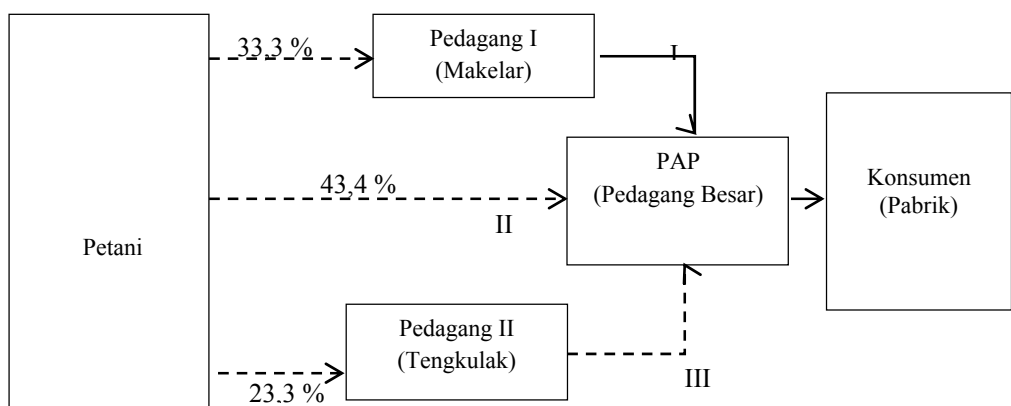 33,3 %
Pedagang I
(Makelar)
I
PAP
(Pedagang Besar)
Konsumen
(Pabrik)
43,4 %
II
Petani
Pedagang II
(Tengkulak)
III
23,3 %